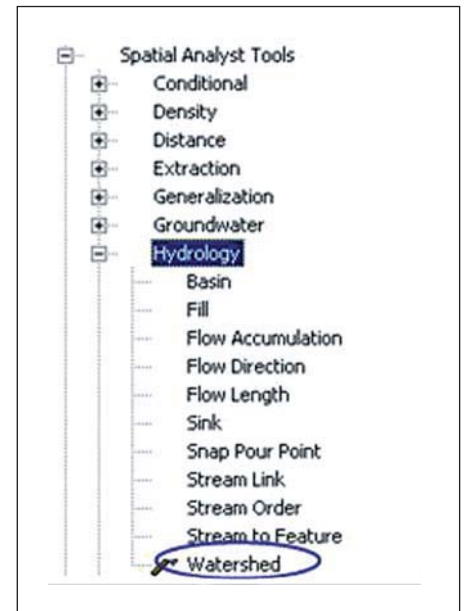 Spatial Analyst Tools
Conditional
Density
Distance
Extraction
Generalization
Groundwater
Hydrology
Basin
Fill
Flow Accumulation
Flow Direction
Flow Length
Sink
Snap Pour Point
Stream Link
Stream Order
Stream to Feature
Watershed